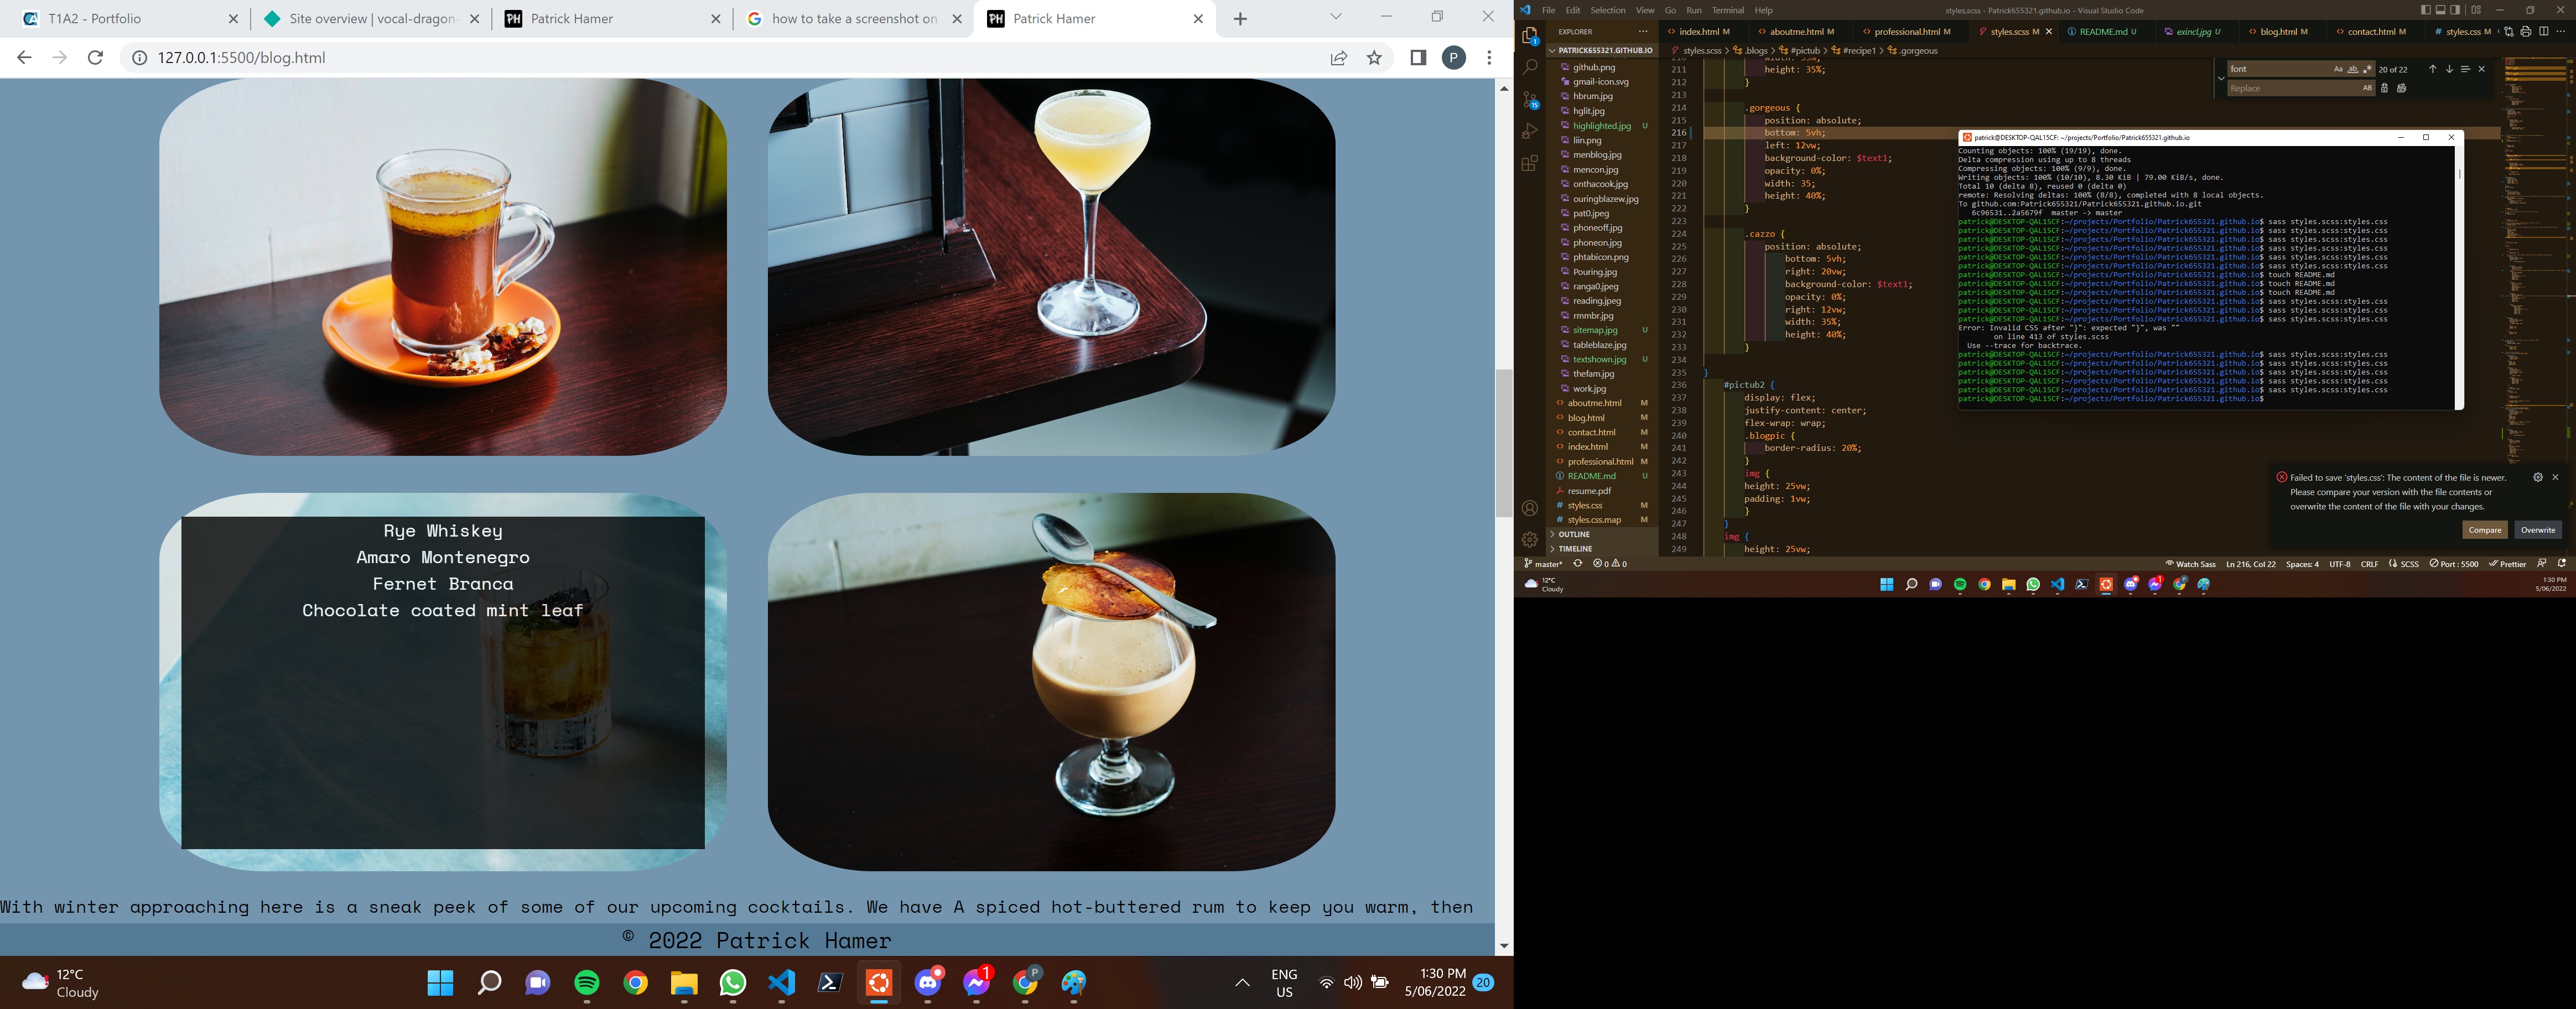 T1A2 - Portfolio
Site overview | vocal-dragon-
Patrick Hamer
how to take a screenshot on
Patrick Hamer
127.0.0.1:5500/blog.html
P
Rye Whiskey
Amaro Montenegro
Fernet Branca
Chocolate coated mint leaf
With winter approaching here is a sneak peek of some of our upcoming cocktails. We have A spiced hot-buttered rum to keep you warm, then
© 2022 Patrick Hamer
12°C
Cloudy
1
P
ENG
US
1:30 PM
5/06/2022
20
File Edit Selection View Go Run Terminal Help
styles.scss - Patrick655321.github.io - Visual Studio Code
EXPLORER
index.html M
aboutme.html M
professional.html M
styles.scss M
README.md U
exincl.jpg U
blog.html M
contact.html M
styles.css M
PATRICK655321.GITHUB.IO
styles.scss > .blogs > #pictub > #recipe1 > .gorgeous
github.png
gmail-icon.svg
hbrum.jpg
hglit.jpg
highlighted.jpg U
liin.png
menblog.jpg
mencon.jpg
onthacook.jpg
ouringblazew.jpg
pat0.jpeg
phoneoff.jpg
phoneon.jpg
phtabicon.png
Pouring.jpg
ranga0.jpeg
reading.jpeg
rmmbr.jpg
sitemap.jpg U
tableblaze.jpg
textshown.jpg U
thefam.jpg
work.jpg
aboutme.html M
blog.html M
contact.html M
index.html M
professional.html M
README.md U
resume.pdf
styles.css M
styles.css.map M
OUTLINE
TIMELINE
211 height: 35%;
212 }
213
214 .gorgeous {
215 position: absolute;
216 bottom: 5vh;
217 left: 12vw;
218 background-color: $text1;
219 opacity: 0%;
220 width: 35;
221 height: 40%;
222 }
223
224 .cazzo {
225 position: absolute;
226 bottom: 5vh;
227 right: 20vw;
228 background-color: $text1;
229 opacity: 0%;
230 right: 12vw;
231 width: 35%;
232 height: 40%;
233 }
234
235 }
236 #pictub2 {
237 display: flex;
238 justify-content: center;
239 flex-wrap: wrap;
240 .blogpic {
241 border-radius: 20%;
242 }
243 img {
244 height: 25vw;
245 padding: 1vw;
246 }
247 }
248 img {
249 height: 25vw;
font
20 of 22
Replace
patrick@DESKTOP-QAL15CF: ~/projects/Portfolio/Patrick655321.github.io
Counting objects: 100% (19/19), done.
Delta compression using up to 8 threads
Compressing objects: 100% (9/9), done.
Writing objects: 100% (10/10), 8.30 KiB | 79.00 KiB/s, done.
Total 10 (delta 8), reused 0 (delta 0)
remote: Resolving deltas: 100% (8/8), completed with 8 local objects.
To github.com:Patrick655321/Patrick655321.github.io.git
6c96531..2a5679f master -> master
patrick@DESKTOP-QAL15CF:~/projects/Portfolio/Patrick655321.github.io$ sass styles.scss:styles.css
patrick@DESKTOP-QAL15CF:~/projects/Portfolio/Patrick655321.github.io$ sass styles.scss:styles.css
patrick@DESKTOP-QAL15CF:~/projects/Portfolio/Patrick655321.github.io$ sass styles.scss:styles.css
patrick@DESKTOP-QAL15CF:~/projects/Portfolio/Patrick655321.github.io$ sass styles.scss:styles.css
patrick@DESKTOP-QAL15CF:~/projects/Portfolio/Patrick655321.github.io$ sass styles.scss:styles.css
patrick@DESKTOP-QAL15CF:~/projects/Portfolio/Patrick655321.github.io$ sass styles.scss:styles.css
patrick@DESKTOP-QAL15CF:~/projects/Portfolio/Patrick655321.github.io$ touch README.md
patrick@DESKTOP-QAL15CF:~/projects/Portfolio/Patrick655321.github.io$ touch README.md
patrick@DESKTOP-QAL15CF:~/projects/Portfolio/Patrick655321.github.io$ touch README.md
patrick@DESKTOP-QAL15CF:~/projects/Portfolio/Patrick655321.github.io$ sass styles.scss:styles.css
patrick@DESKTOP-QAL15CF:~/projects/Portfolio/Patrick655321.github.io$ sass styles.scss:styles.css
patrick@DESKTOP-QAL15CF:~/projects/Portfolio/Patrick655321.github.io$ sass styles.scss:styles.css
Error: Invalid CSS after "}": expected "}", was ""
on line 413 of styles.scss
Use --trace for backtrace.
patrick@DESKTOP-QAL15CF:~/projects/Portfolio/Patrick655321.github.io$ sass styles.scss:styles.css
patrick@DESKTOP-QAL15CF:~/projects/Portfolio/Patrick655321.github.io$ sass styles.scss:styles.css
patrick@DESKTOP-QAL15CF:~/projects/Portfolio/Patrick655321.github.io$ sass styles.scss:styles.css
patrick@DESKTOP-QAL15CF:~/projects/Portfolio/Patrick655321.github.io$ sass styles.scss:styles.css
patrick@DESKTOP-QAL15CF:~/projects/Portfolio/Patrick655321.github.io$ sass styles.scss:styles.css
patrick@DESKTOP-QAL15CF:~/projects/Portfolio/Patrick655321.github.io$
Failed to save 'styles.css': The content of the file is newer.
Please compare your version with the file contents or
overwrite the content of the file with your changes.
Compare
Overwrite
master* 0 0
Watch Sass Ln 216, Col 22 Spaces: 4 UTF-8 CRLF SCSS Port : 5500 Prettier
12°C
Cloudy
1:30 PM
5/06/2022